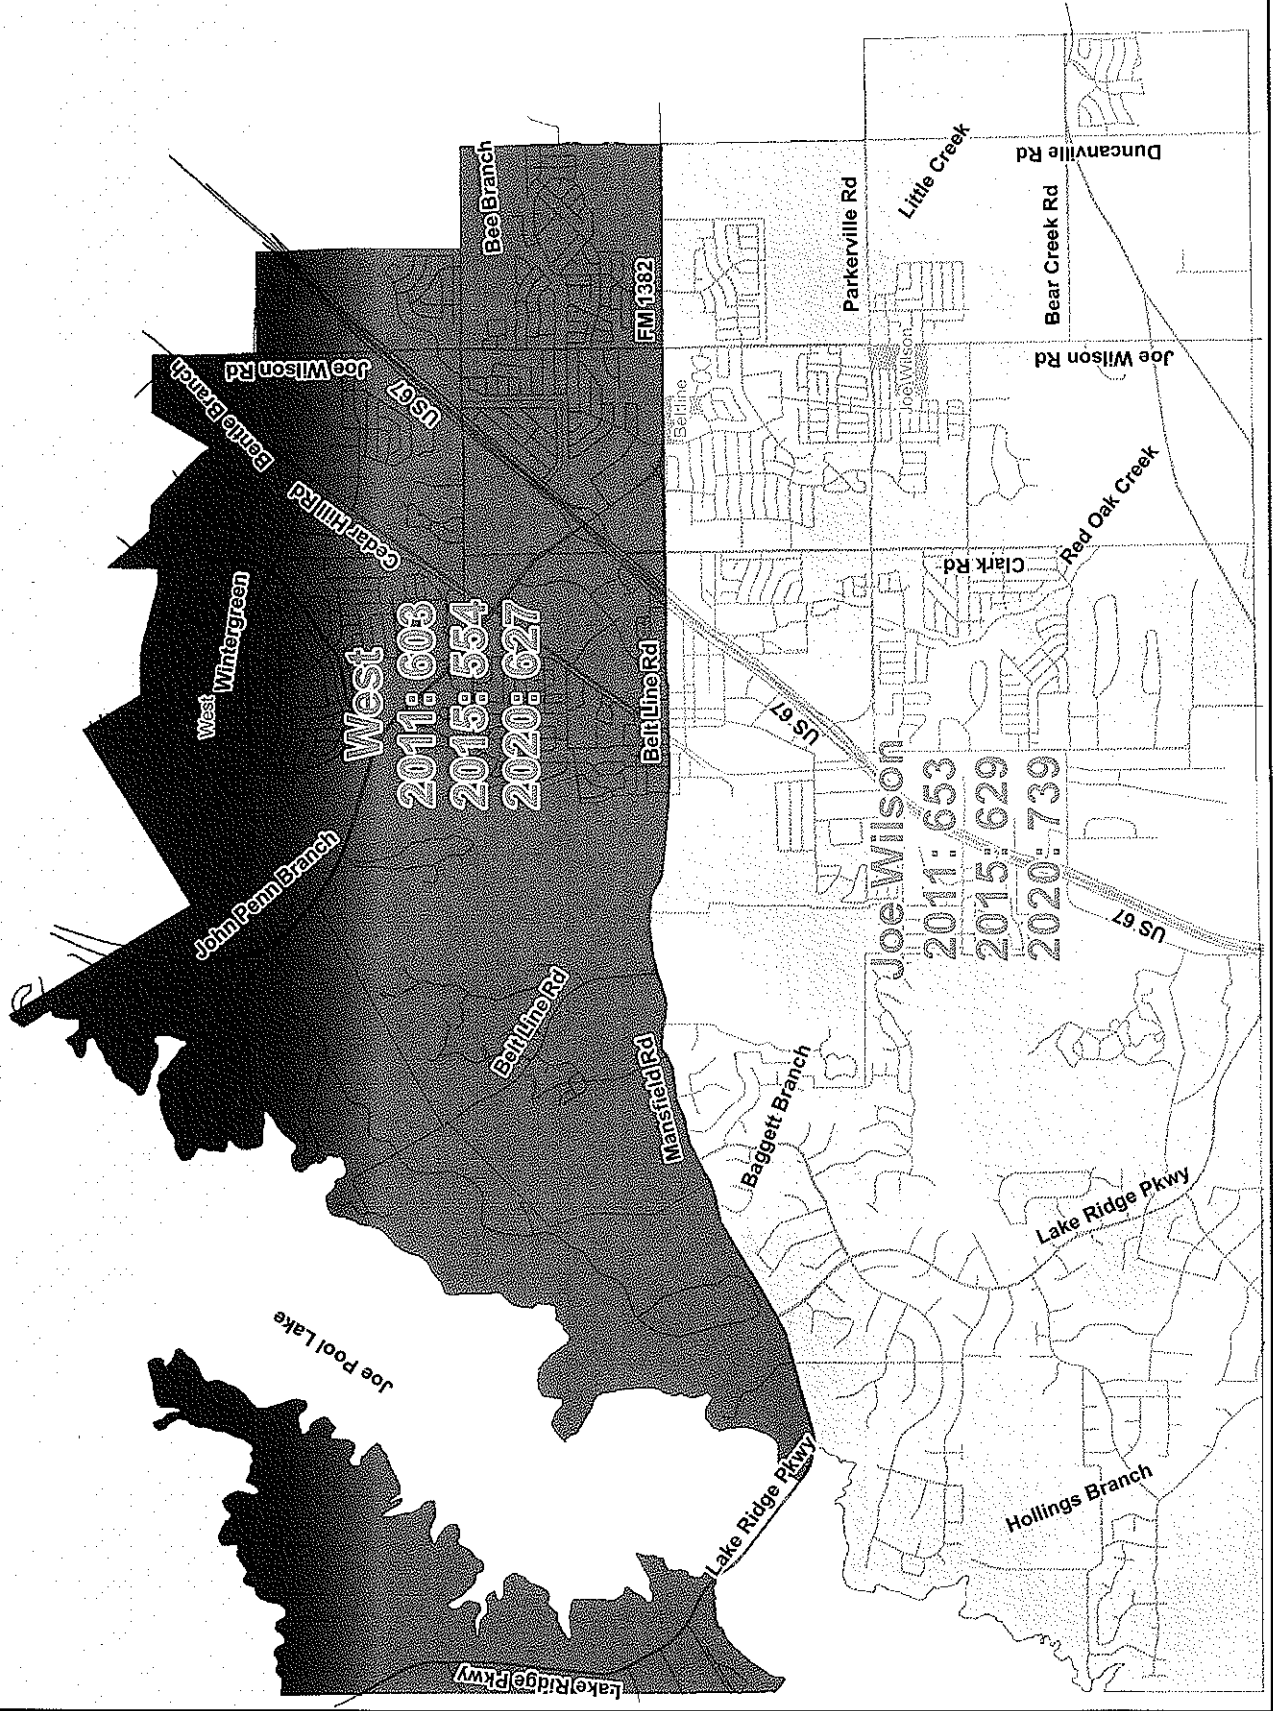 Bee Branch
Bentle Branch
Joe Wilson Rd
US 67
Cedar Hill Rd
FM 1382
West
Wintergreen
West
2011: 603
2015: 554
2020: 627
Belt Line Rd
John Penn Branch
Belt Line Rd
Mansfield Rd
Joe Pool Lake
Lake Ridge Pkwy
Lake Ridge Pkwy
Duncanville Rd
Little Creek
Parkerville Rd
Bear Creek Rd
Joe Wilson Rd
Joe Wilson
Beltline
Clark Rd
Red Oak Creek
US 67
Joe Wilson
2011: 653
2015: 629
2020: 739
US 67
Baggett Branch
Lake Ridge Pkwy
Hollings Branch